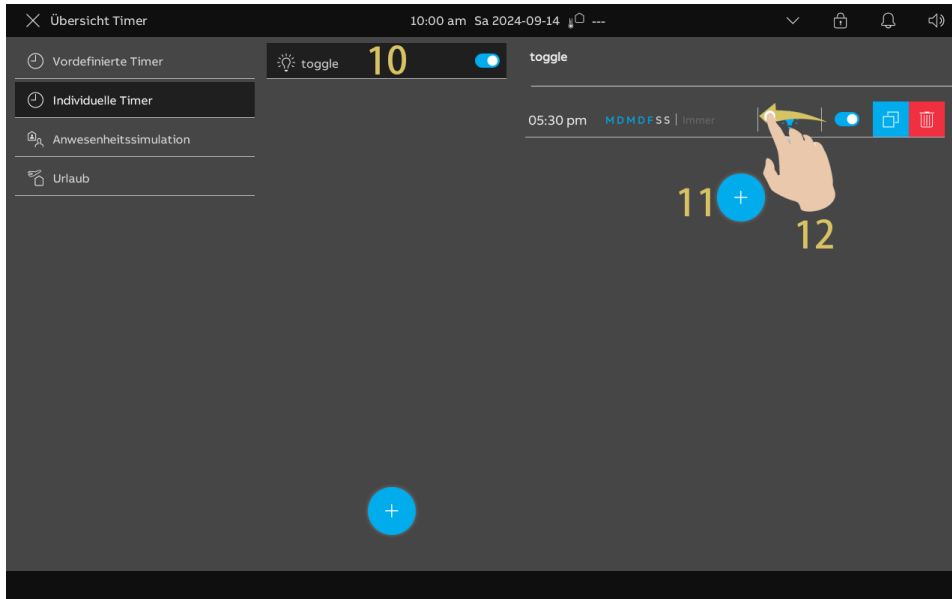 Übersicht Timer 10:00 am Sa 2024-09-14 ---
Vordefinierte Timer
Individuelle Timer
Anwesenheitssimulation
Urlaub
toggle 10
toggle
05:30 pm MDMDFSS | Immer
11
12